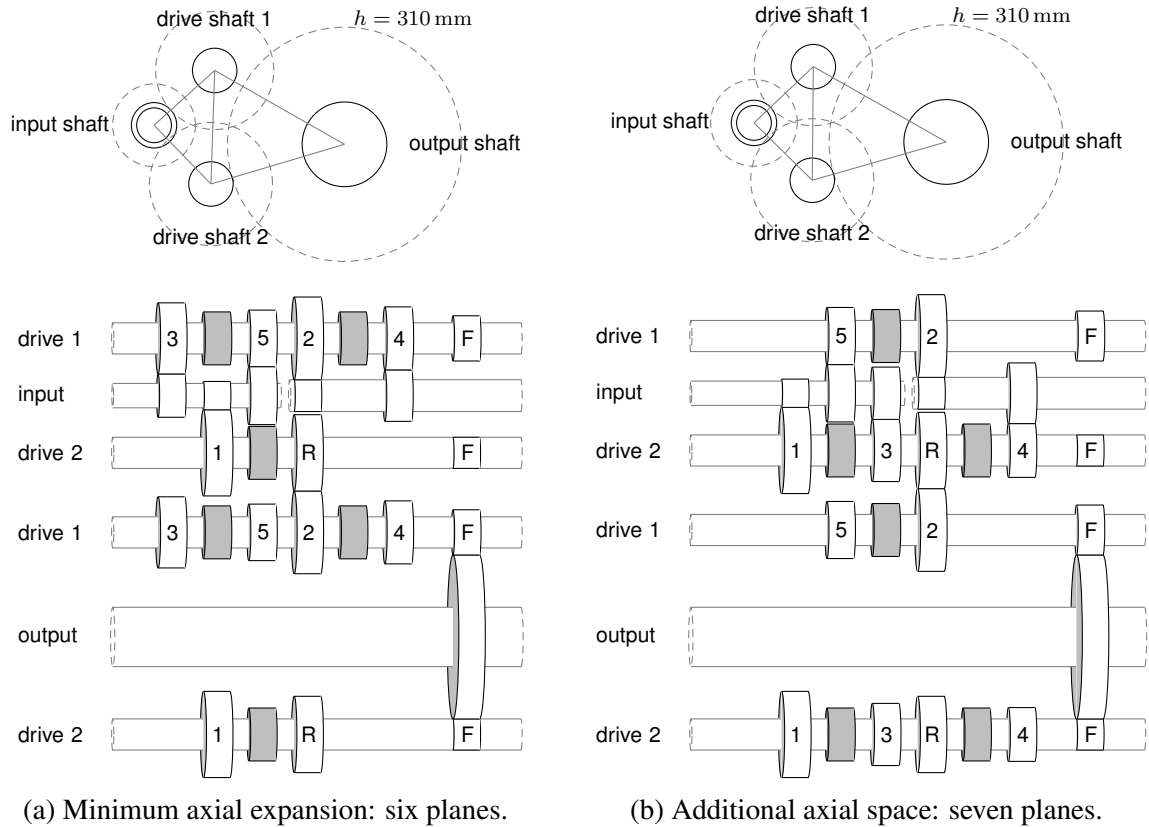 drive shaft 1
h = 310 mm
input shaft
output shaft
drive shaft 2
drive 1
3
5
2
4
F
input
drive 2
1
R
F
drive 1
3
5
2
4
F
output
drive 2
1
R
F
(a) Minimum axial expansion: six planes.
drive shaft 1
h = 310 mm
input shaft
output shaft
drive shaft 2
drive 1
5
2
F
input
drive 2
1
3
R
4
F
drive 1
5
2
F
output
drive 2
1
3
R
4
F
(b) Additional axial space: seven planes.